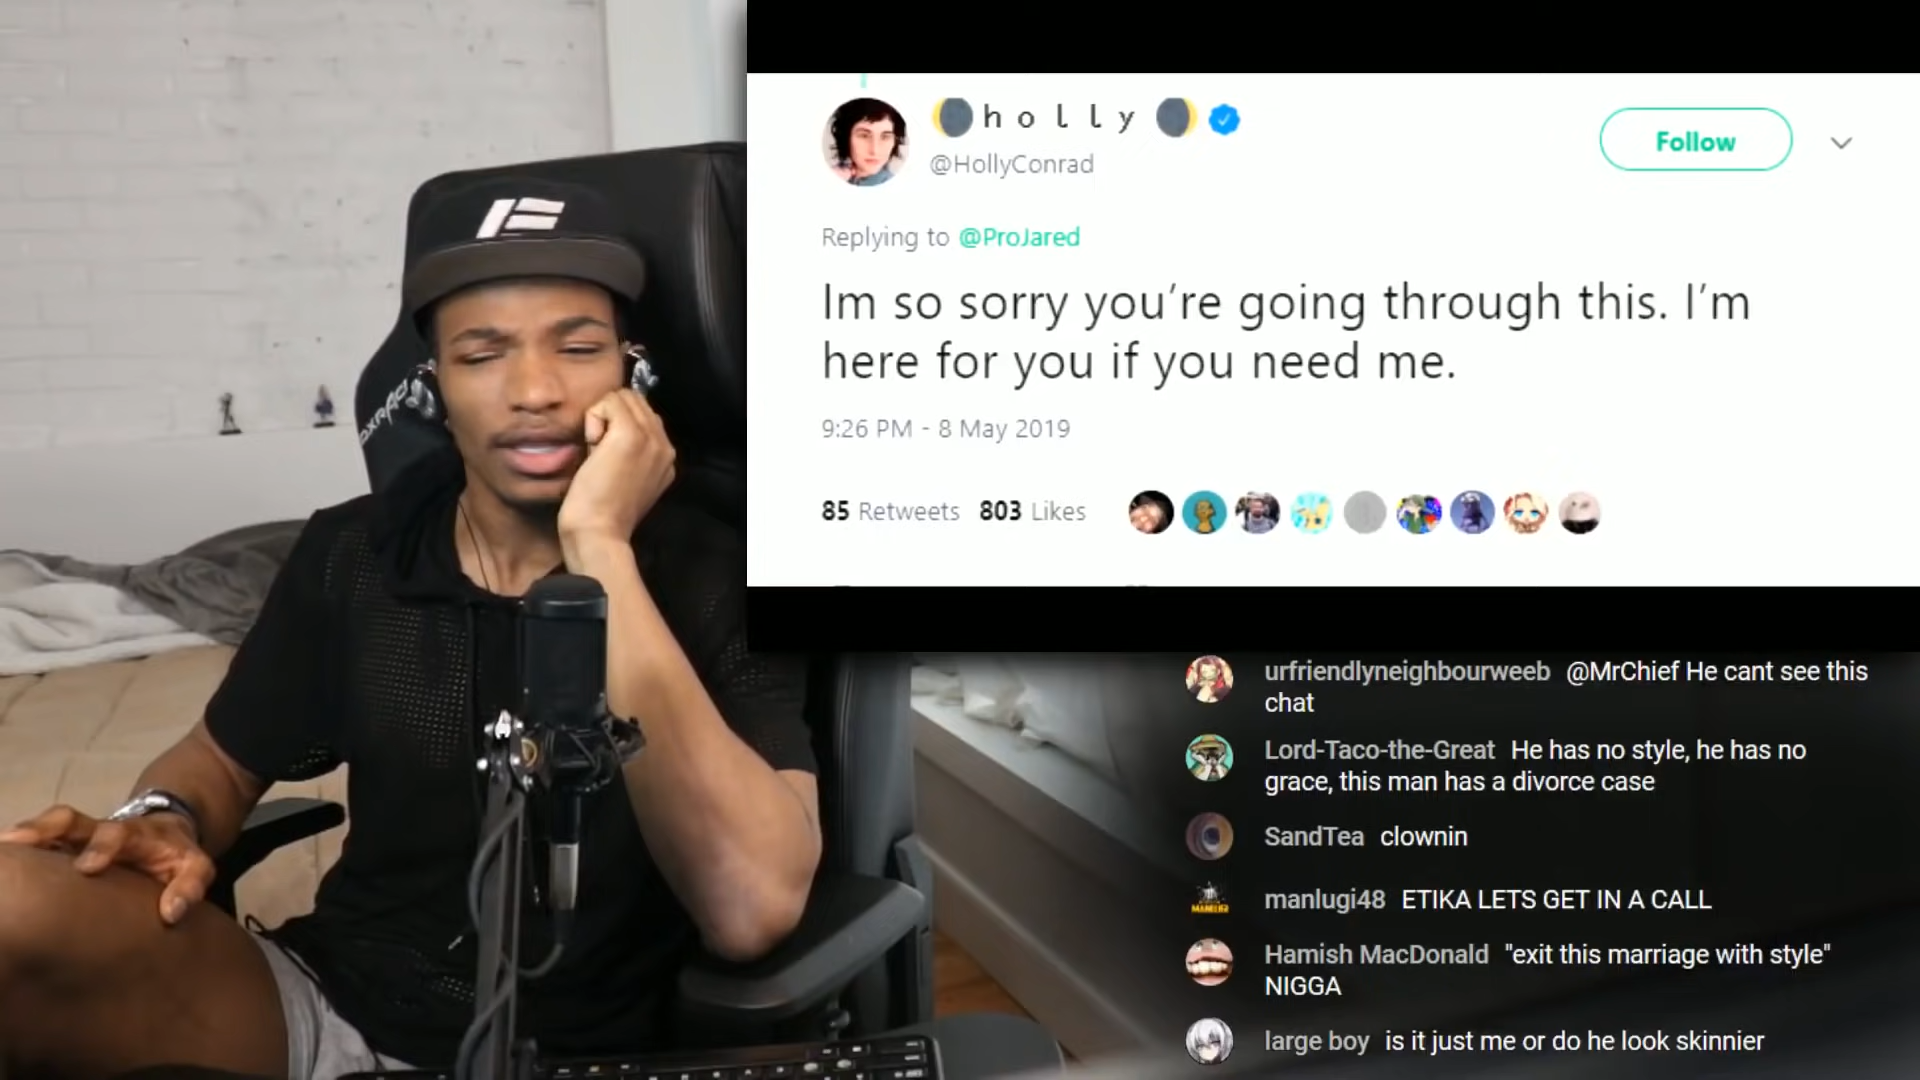 h o l l y
@HollyConrad
Follow
Replying to @ProJared
Im so sorry you're going through this. I'm
here for you if you need me.
9:26 PM - 8 May 2019
85 Retweets 803 Likes
urfriendlyneighbourweeb @MrChief He cant see this
chat
Lord-Taco-the-Great He has no style, he has no
grace, this man has a divorce case
SandTea clownin
manlugi48 ETIKA LETS GET IN A CALL
Hamish MacDonald "exit this marriage with style"
NIGGA
large boy is it just me or do he look skinnier